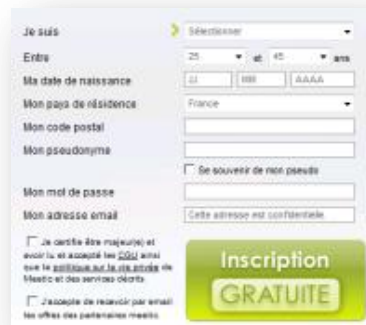 Je suis Sélectionner
Entre 25 et 45 ans
Ma date de naissance JJ MM AAAA
Mon pays de résidence France
Mon code postal
Mon pseudonyme
Se souvenir de mon pseudo
Mon mot de passe
Mon adresse email Cette adresse est confidentielle.
Je certifie être majeur(e) et
avoir lu et accepté les CGU ainsi
que la politique sur la vie privée de
Meetic et des services décrits.
J'accepte de recevoir par email
les offres des partenaires meetic
Inscription
GRATUITE